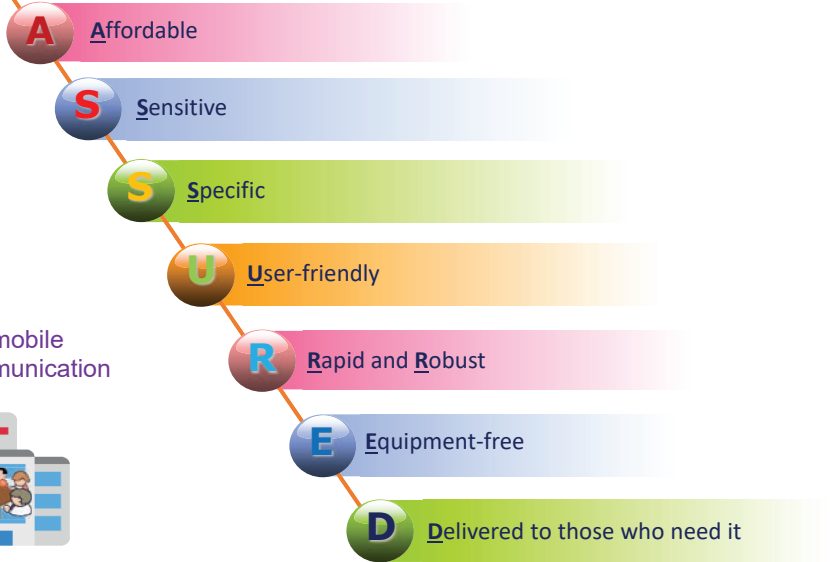 A Affordable
S Sensitive
S Specific
U User-friendly
mobile
munication
R Rapid and Robust
E Equipment-free
D Delivered to those who need it